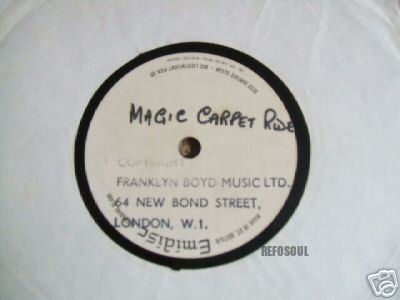 MAGIC CARPET RIDE
COPYRIGHT
FRANKLYN BOYD MUSIC LTD.
64 NEW BOND STREET,
LONDON, W.1.
Emidisc
REFOSOUL